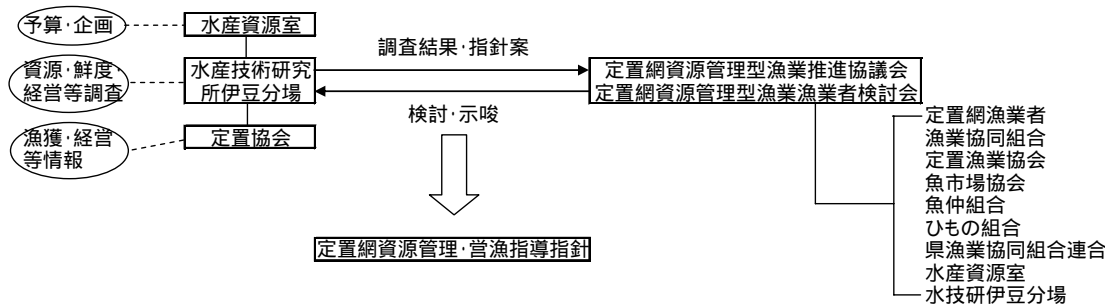 予算・企画
水産資源室
資源・鮮度・
経営等調査
水産技術研究
所伊豆分場
漁獲・経営
等情報
定置協会
調査結果・指針案
検討・示唆
定置網資源管理型漁業推進協議会
定置網資源管理型漁業漁業者検討会
定置網漁業者
漁業協同組合
定置漁業協会
魚市場協会
魚仲組合
ひもの組合
県漁業協同組合連合
水産資源室
水技研伊豆分場
定置網資源管理・営漁指導指針